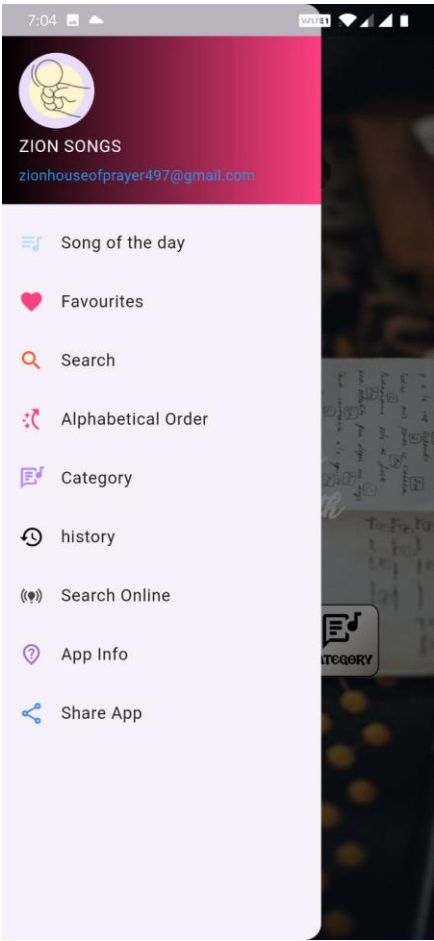 7:04
ZION SONGS
zionhouseofprayer497@gmail.com
Song of the day
Favourites
Search
Alphabetical Order
Category
history
Search Online
App Info
Share App